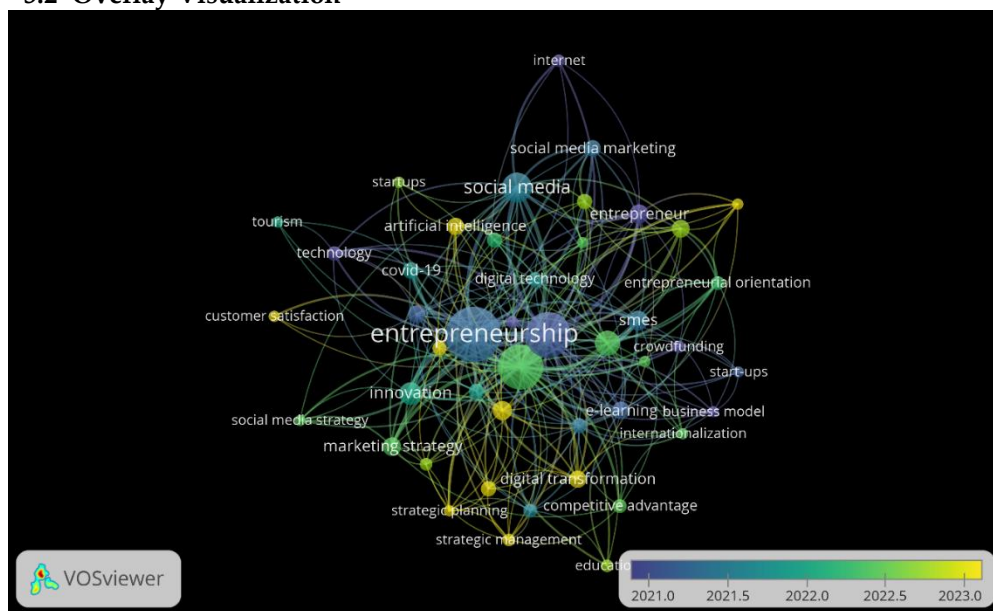 3.2 Overlay Visualization
internet
social media marketing
startups
social media
tourism
artificial intelligence
entrepreneur
technology
covid-19
digital technology
entrepreneurial orientation
customer satisfaction
entrepreneurship
smes
crowdfunding
start-ups
innovation
e-learning
business model
social media strategy
marketing strategy
internationalization
digital transformation
strategic planning
competitive advantage
strategic management
educatio
VOSviewer
2021.0 2021.5 2022.0 2022.5 2023.0